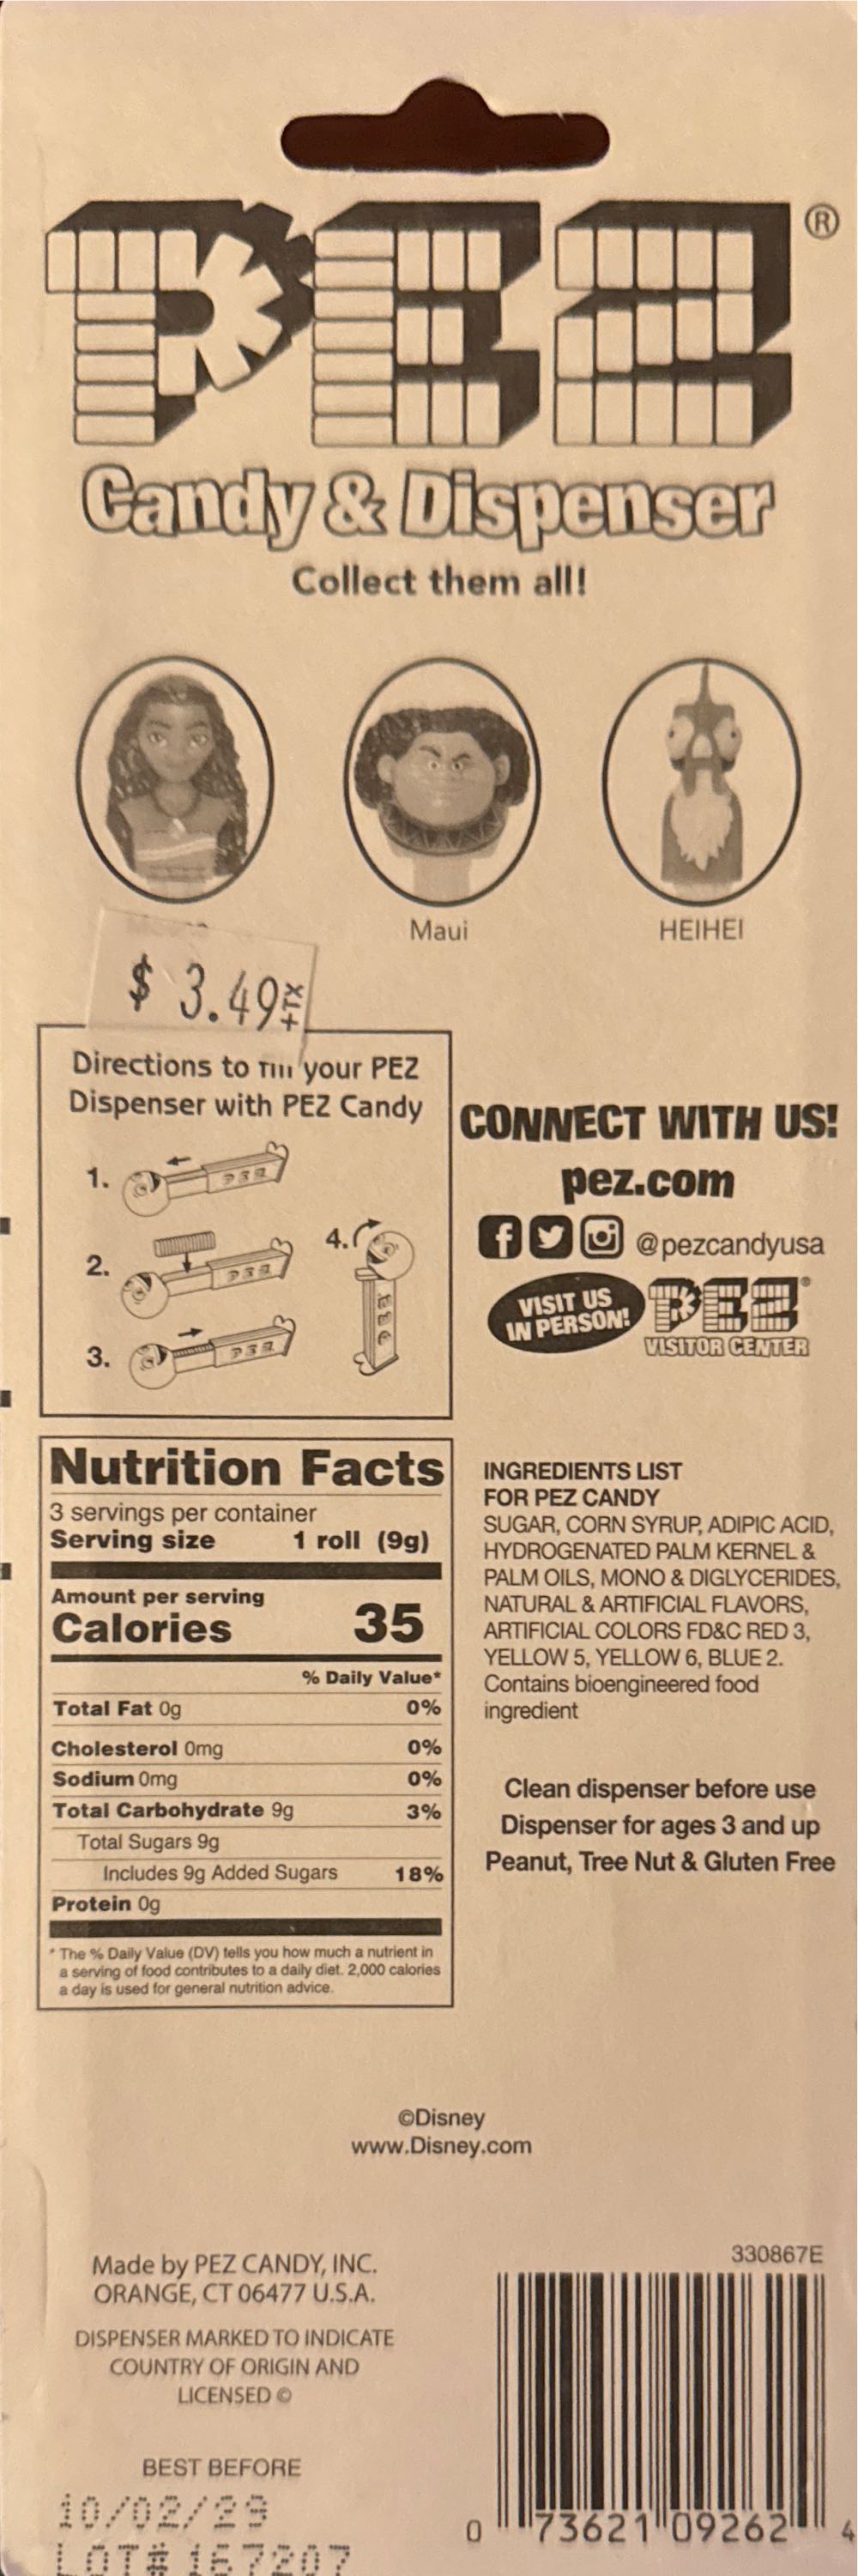 PEZ®
Candy & Dispenser
Collect them all!
Maui
HEIHEI
$ 3.49 +TX
Directions to fill your PEZ
Dispenser with PEZ Candy
1.
PEZ
2.
PEZ
3.
PEZ
4.
PEZ
CONNECT WITH US!
pez.com
@pezcandyusa
VISIT US
IN PERSON!
PEZ®
VISITOR CENTER
Nutrition Facts
3 servings per container
Serving size 1 roll (9g)
Amount per serving
Calories 35
% Daily Value*
Total Fat 0g 0%
Cholesterol 0mg 0%
Sodium 0mg 0%
Total Carbohydrate 9g 3%
Total Sugars 9g
Includes 9g Added Sugars 18%
Protein 0g
* The % Daily Value (DV) tells you how much a nutrient in
a serving of food contributes to a daily diet. 2,000 calories
a day is used for general nutrition advice.
INGREDIENTS LIST
FOR PEZ CANDY
SUGAR, CORN SYRUP, ADIPIC ACID,
HYDROGENATED PALM KERNEL &
PALM OILS, MONO & DIGLYCERIDES,
NATURAL & ARTIFICIAL FLAVORS,
ARTIFICIAL COLORS FD&C RED 3,
YELLOW 5, YELLOW 6, BLUE 2.
Contains bioengineered food
ingredient
Clean dispenser before use
Dispenser for ages 3 and up
Peanut, Tree Nut & Gluten Free
©Disney
www.Disney.com
Made by PEZ CANDY, INC.
ORANGE, CT 06477 U.S.A.
DISPENSER MARKED TO INDICATE
COUNTRY OF ORIGIN AND
LICENSED ©
BEST BEFORE
10/02/29
LOT# 167207
330867E
0 73621 09262 4